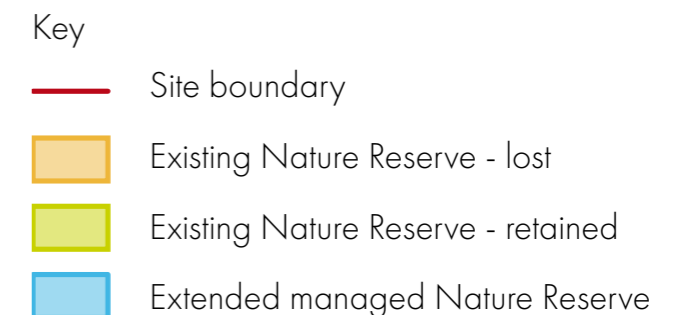 Key
Site boundary
Existing Nature Reserve - lost
Existing Nature Reserve - retained
Extended managed Nature Reserve